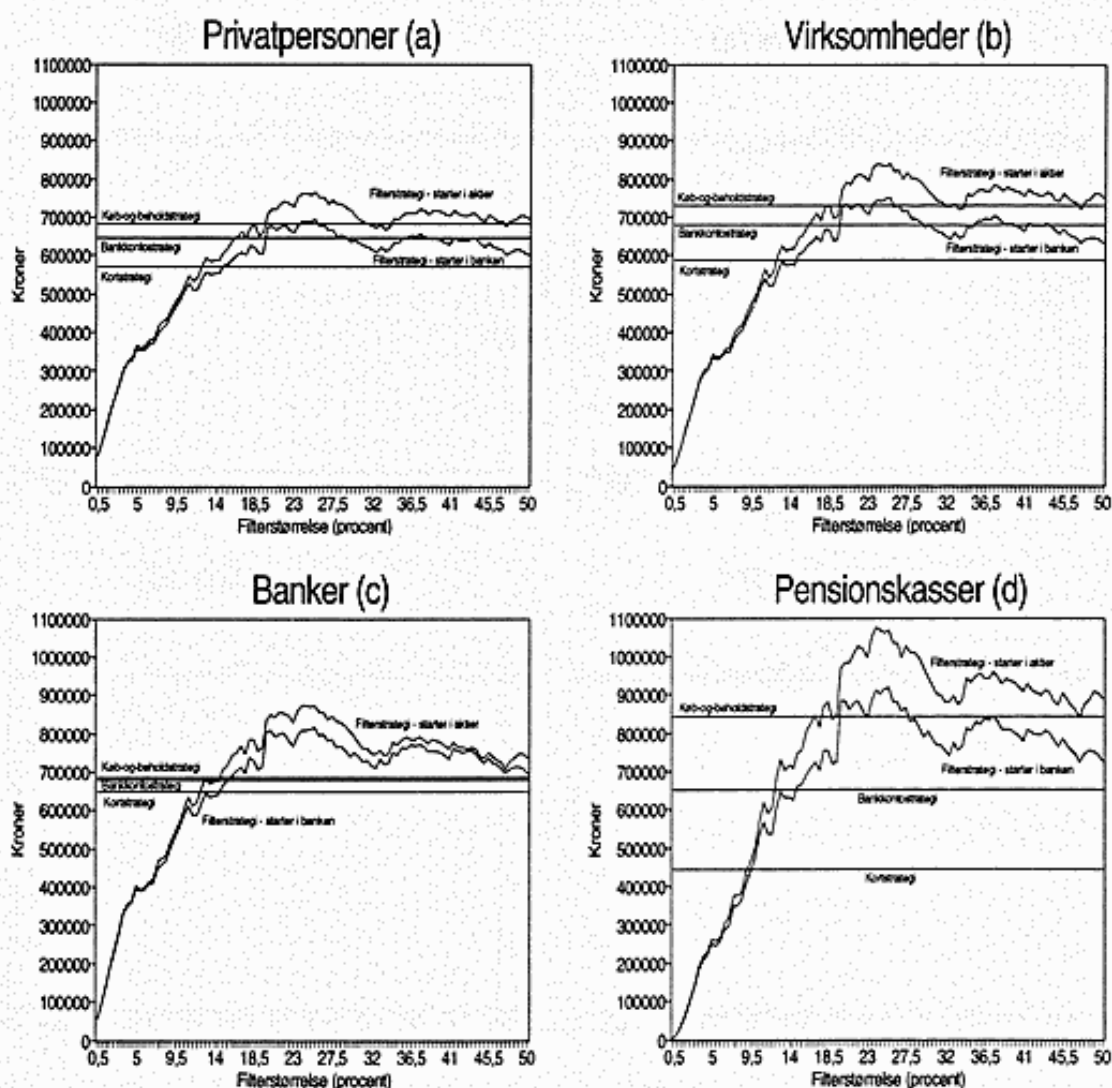 Privatpersoner (a)
1100000
1000000
900000
800000
700000
600000
500000
400000
300000
200000
100000
0
Kroner
Køb-og-beholdstrategi
Bankkontostrategi
Kortstrategi
Filterstrategi - starter i aktier
Filterstrategi - starter i banken
0,5 5 9,5 14 18,5 23 27,5 32 36,5 41 45,5 50
Filterstørrelse (procent)
Virksomheder (b)
1100000
1000000
900000
800000
700000
600000
500000
400000
300000
200000
100000
0
Kroner
Køb-og-beholdstrategi
Bankkontostrategi
Kortstrategi
Filterstrategi - starter i aktier
Filterstrategi - starter i banken
0,5 5 9,5 14 18,5 23 27,5 32 36,5 41 45,5 50
Filterstørrelse (procent)
Banker (c)
1100000
1000000
900000
800000
700000
600000
500000
400000
300000
200000
100000
0
Kroner
Filterstrategi - starter i aktier
Køb-og-beholdstrategi
Bankkontostrategi
Kortstrategi
Filterstrategi - starter i banken
0,5 5 9,5 14 18,5 23 27,5 32 36,5 41 45,5 50
Filterstørrelse (procent)
Pensionskasser (d)
1100000
1000000
900000
800000
700000
600000
500000
400000
300000
200000
100000
0
Kroner
Filterstrategi - starter i aktier
Køb-og-beholdstrategi
Filterstrategi - starter i banken
Bankkontostrategi
Kortstrategi
0,5 5 9,5 14 18,5 23 27,5 32 36,5 41 45,5 50
Filterstørrelse (procent)